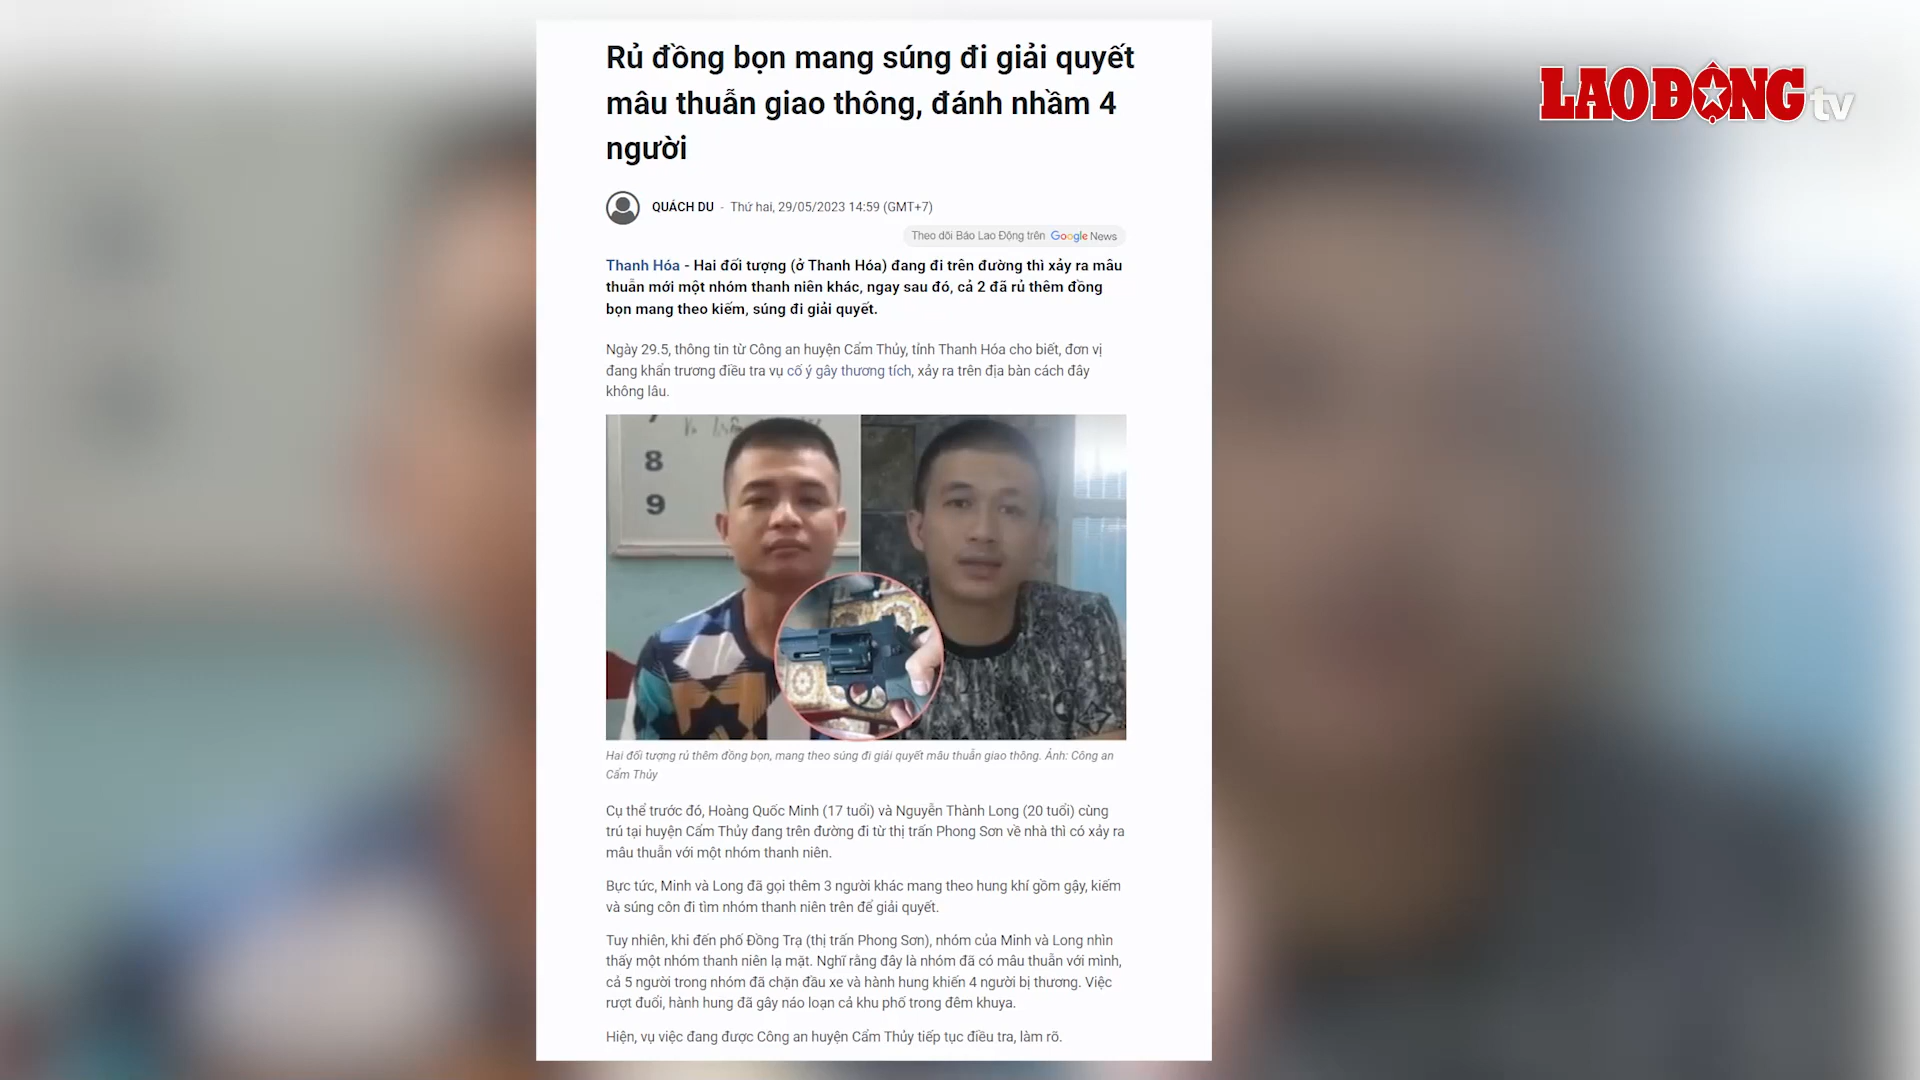 LAO ĐỘNG tv
Rủ đồng bọn mang súng đi giải quyết
mâu thuẫn giao thông, đánh nhầm 4
người
QUÁCH DU - Thứ hai, 29/05/2023 14:59 (GMT+7)
Theo dõi Báo Lao Động trên Google News
Thanh Hóa - Hai đối tượng (ở Thanh Hóa) đang đi trên đường thì xảy ra mâu
thuẫn mới một nhóm thanh niên khác, ngay sau đó, cả 2 đã rủ thêm đồng
bọn mang theo kiếm, súng đi giải quyết.
Ngày 29.5, thông tin từ Công an huyện Cẩm Thủy, tỉnh Thanh Hóa cho biết, đơn vị
đang khẩn trương điều tra vụ cố ý gây thương tích, xảy ra trên địa bàn cách đây
không lâu.
8
9
Hai đối tượng rủ thêm đồng bọn, mang theo súng đi giải quyết mâu thuẫn giao thông. Ảnh: Công an
Cẩm Thủy
Cụ thể trước đó, Hoàng Quốc Minh (17 tuổi) và Nguyễn Thành Long (20 tuổi) cùng
trú tại huyện Cẩm Thủy đang trên đường đi từ thị trấn Phong Sơn về nhà thì có xảy ra
mâu thuẫn với một nhóm thanh niên.
Bực tức, Minh và Long đã gọi thêm 3 người khác mang theo hung khí gồm gậy, kiếm
và súng côn đi tìm nhóm thanh niên trên để giải quyết.
Tuy nhiên, khi đến phố Đồng Trạ (thị trấn Phong Sơn), nhóm của Minh và Long nhìn
thấy một nhóm thanh niên lạ mặt. Nghĩ rằng đây là nhóm đã có mâu thuẫn với mình,
cả 5 người trong nhóm đã chặn đầu xe và hành hung khiến 4 người bị thương. Việc
rượt đuổi, hành hung đã gây náo loạn cả khu phố trong đêm khuya.
Hiện, vụ việc đang được Công an huyện Cẩm Thủy tiếp tục điều tra, làm rõ.